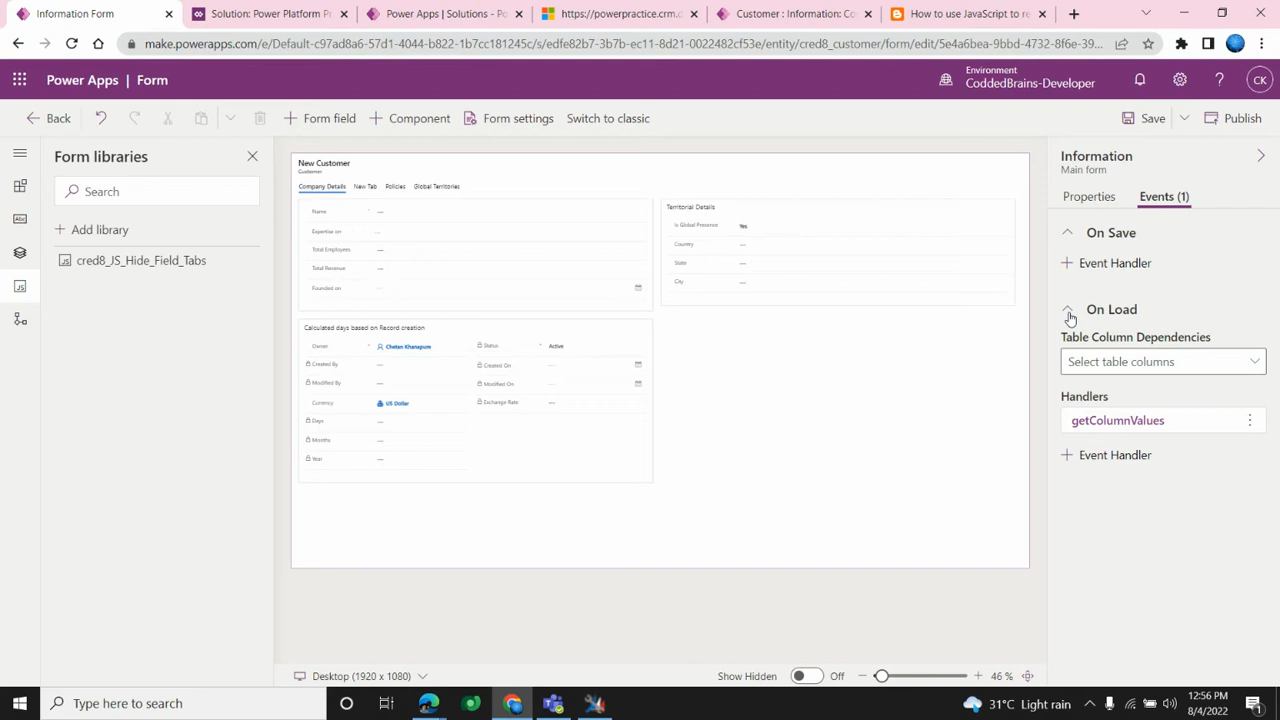 Information Form
Solution: Power Platform Pr
Power Apps | Solutions - Po
https://powerpractice.crm.d
Customer : Information: Co
How to use JavaScript to re
make.powerapps.com/e/Default-c97ad8a6-57d1-4044-b822-1b7ca181245c/s/edfe82b7-3b7b-ec11-8d21-0022482cf53e/entity/cred8_customer/form/edit/5e4a6bea-9bbd-4732-8f6e-39...
Power Apps | Form
Environment
CoddedBrains-Developer
CK
Back
Form field
Component
Form settings
Switch to classic
Save
Publish
Form libraries
Search
Add library
cred8_JS_Hide_Field_Tabs
Abc
JS
New Customer
Customer
Company Details New Tab Policies Global Territories
Name * ---
Expertise on ---
Total Employees ---
Total Revenue ---
Founded on ---
Territorial Details
Is Global Presence Yes
Country ---
State ---
City ---
Calculated days based on Record creation
Owner * Chetan Khanapure
Status * Active
Created By ---
Created On ---
Modified By ---
Modified On ---
Currency US Dollar
Exchange Rate ---
Days ---
Months ---
Year ---
Information
Main form
Properties Events (1)
On Save
Event Handler
On Load
Table Column Dependencies
Select table columns
Handlers
getColumnValues
Event Handler
Desktop (1920 x 1080)
Show Hidden Off 46 %
Type here to search
31°C Light rain
12:56 PM
8/4/2022